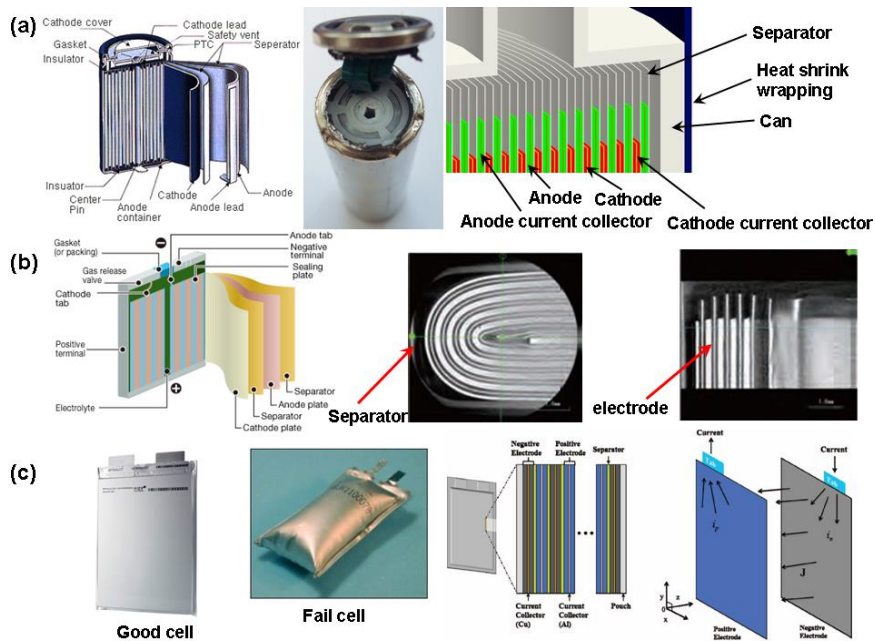 (a)
Cathode cover
Cathode lead
Safety vent
PTC
Seperator
Gasket
Insulator
Insuator
Center
Pin
Anode
container
Cathode
Anode lead
Anode
Separator
Heat shrink
wrapping
Can
Anode
Cathode
Anode current collector
Cathode current collector
(b)
Anode tab
Gasket
(or packing)
Negative
terminal
Gas release
valve
Sealing
plate
Cathode
tab
Positive
terminal
Electrolyte
Separator
Anode plate
Separator
Cathode plate
Separator
electrode
(c)
Good cell
Fail cell
Negative
Electrode
Positive
Electrode
Separator
Current
Collector
(Cu)
Current
Collector
(Al)
Pouch
Current
Tab
Current
Tab
i_p
i_n
J
y
z
0
x
Positive
Electrode
Negative
Electrode